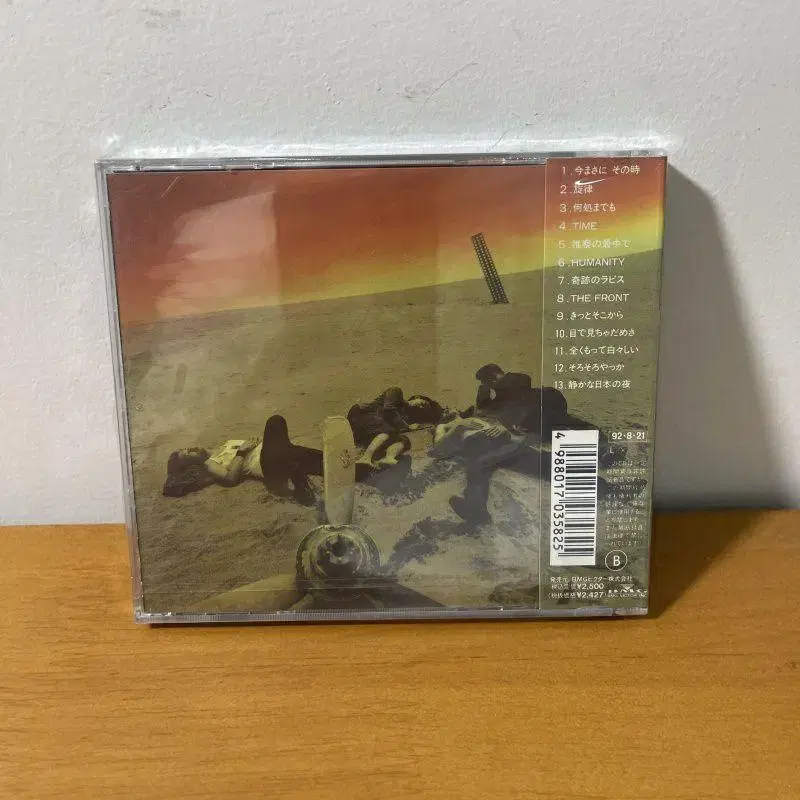 1.今まさに その時
2.旋律
3.何処までも
4.TIME
5.推察の最中で
6.HUMANITY
7.奇跡のラビス
8.THE FRONT
9.きっとそこから
10.目で見ちゃだめさ
11.全くもって白々しい
12.そろそろやっか
13.静かな日本の夜
92・8・21
4 988017 035825
B
発売元 BMGビクター株式会社
税込価格¥2,500
(税抜価格¥2,427)
BMG